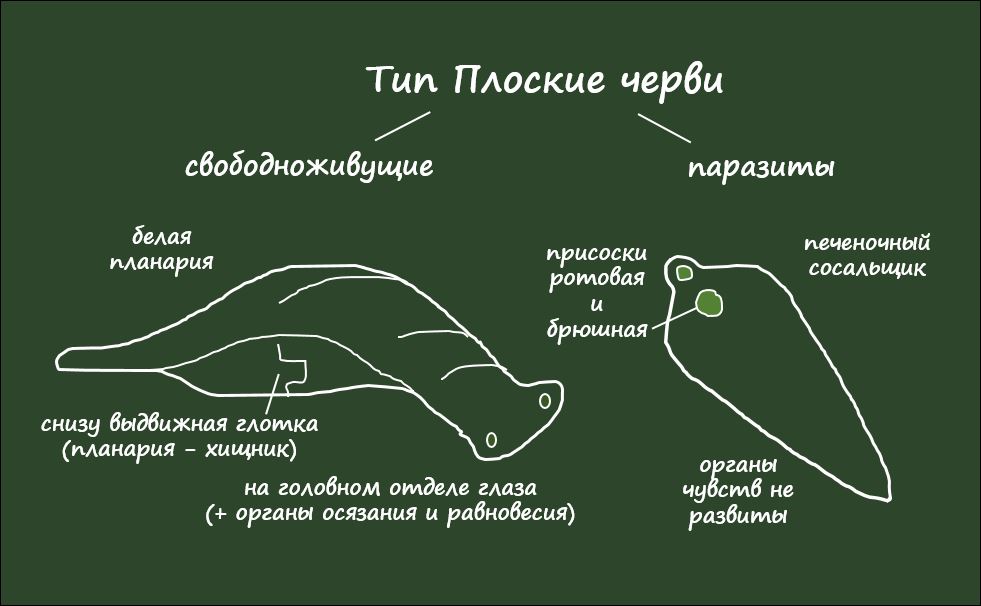 Тип Плоские черви
свободноживущие
паразиты
белая
планария
присоски
ротовая
и
брюшная
печеночный
сосальщик
снизу выдвижная глотка
(планария - хищник)
на головном отделе глаза
(+ органы осязания и равновесия)
органы
чувств не
развиты